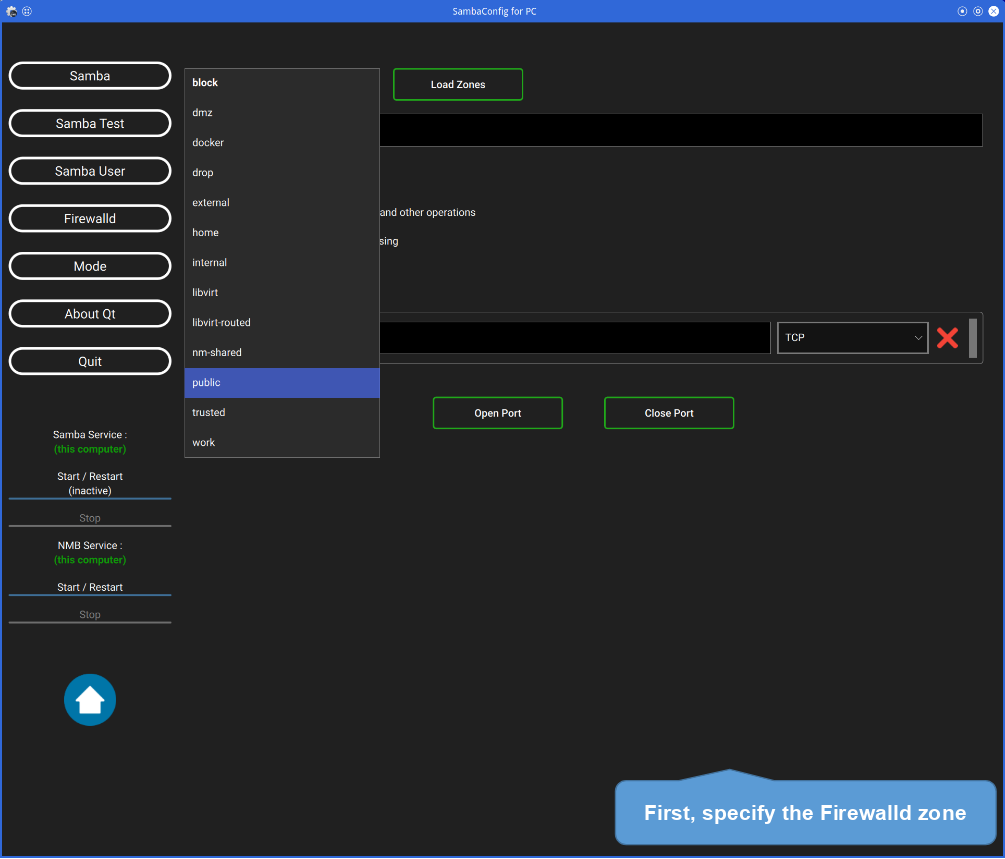 SambaConfig for PC
Samba
Samba Test
Samba User
Firewalld
Mode
About Qt
Quit
Samba Service :
(this computer)
Start / Restart
(inactive)
Stop
NMB Service :
(this computer)
Start / Restart
Stop
block
dmz
docker
drop
external
home
internal
libvirt
libvirt-routed
nm-shared
public
trusted
work
Load Zones
and other operations
sing
TCP
Open Port
Close Port
First, specify the Firewalld zone